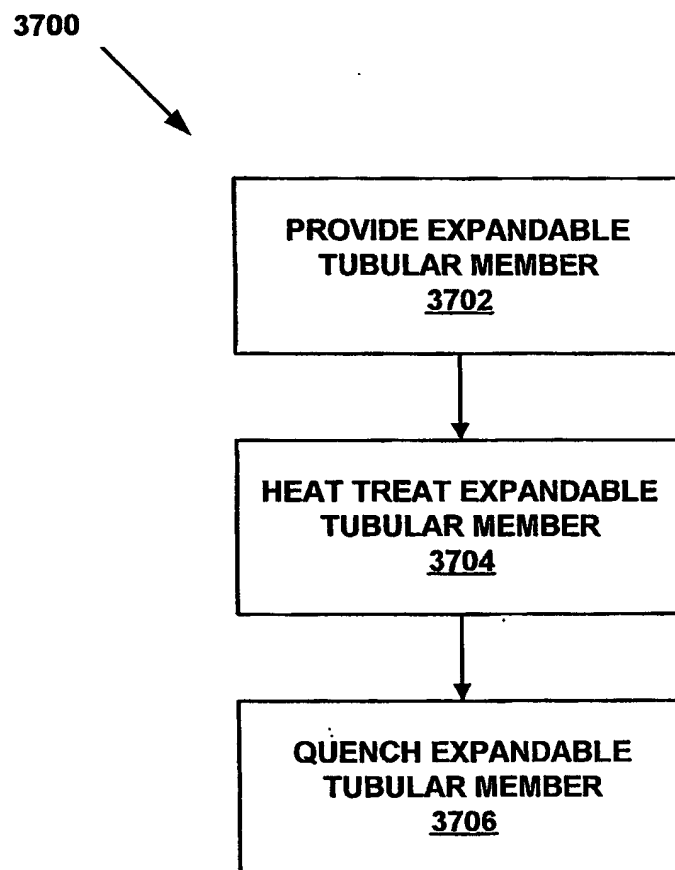 3700
PROVIDE EXPANDABLE
TUBULAR MEMBER
3702
HEAT TREAT EXPANDABLE
TUBULAR MEMBER
3704
QUENCH EXPANDABLE
TUBULAR MEMBER
3706